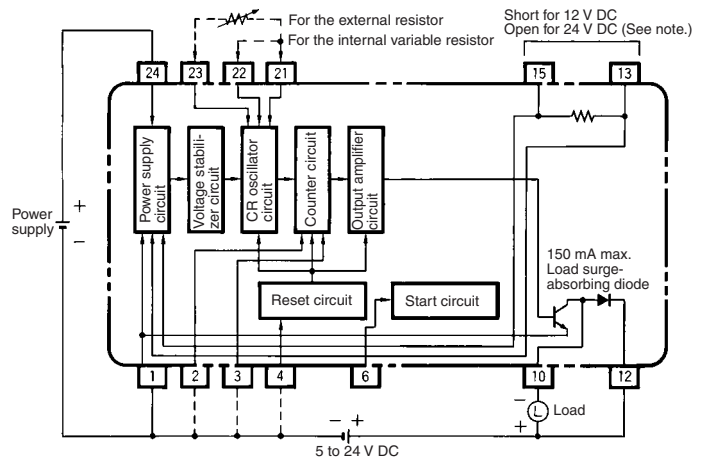 For the external resistor
For the internal variable resistor
Short for 12 V DC
Open for 24 V DC (See note.)
24
23
22
21
15
13
Power supply
circuit
Voltage stabili-
zer circuit
CR oscillator
circuit
Counter circuit
Output amplifier
circuit
Power
supply
+
−
150 mA max.
Load surge-
absorbing diode
Reset circuit
Start circuit
1
2
3
4
6
10
12
−
L
Load
+
− +
5 to 24 V DC